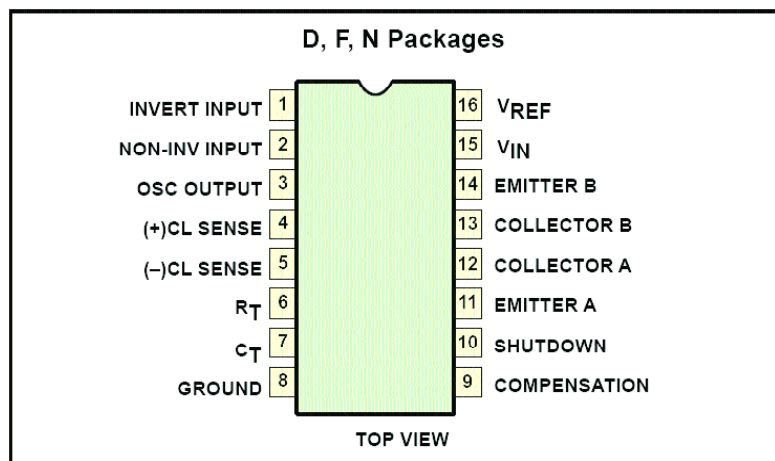 D, F, N Packages
INVERT INPUT 1 16 VREF
NON-INV INPUT 2 15 VIN
OSC OUTPUT 3 14 EMITTER B
(+)CL SENSE 4 13 COLLECTOR B
(–)CL SENSE 5 12 COLLECTOR A
RT 6 11 EMITTER A
CT 7 10 SHUTDOWN
GROUND 8 9 COMPENSATION
TOP VIEW